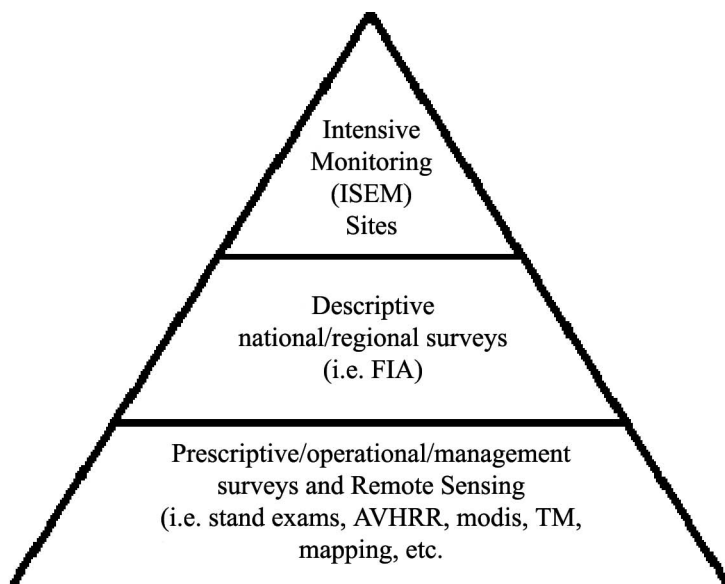 Intensive
Monitoring
(ISEM)
Sites
Descriptive
national/regional surveys
(i.e. FIA)
Prescriptive/operational/management
surveys and Remote Sensing
(i.e. stand exams, AVHRR, modis, TM,
mapping, etc.